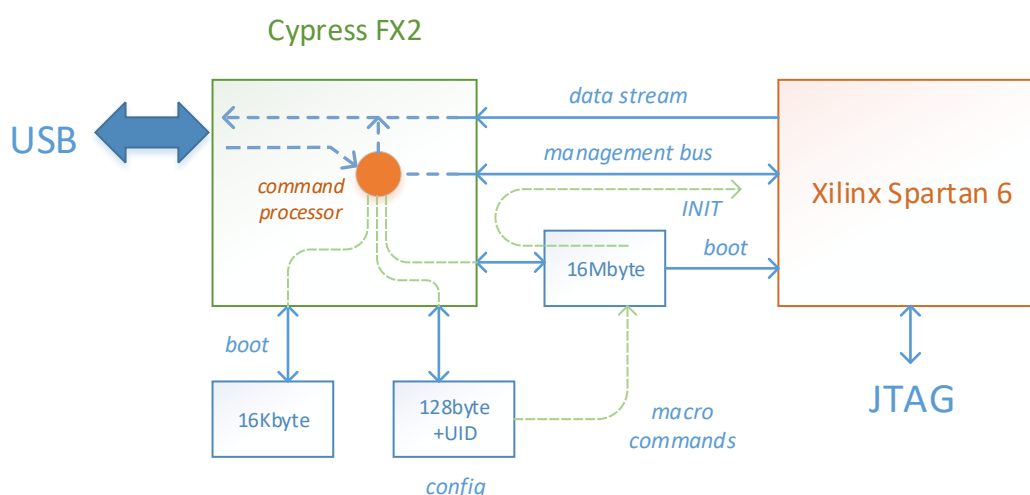 Cypress FX2
data stream
USB
management bus
command
processor
Xilinx Spartan 6
INIT
boot
16Mbyte
boot
16Kbyte
128byte
+UID
macro
commands
JTAG
config